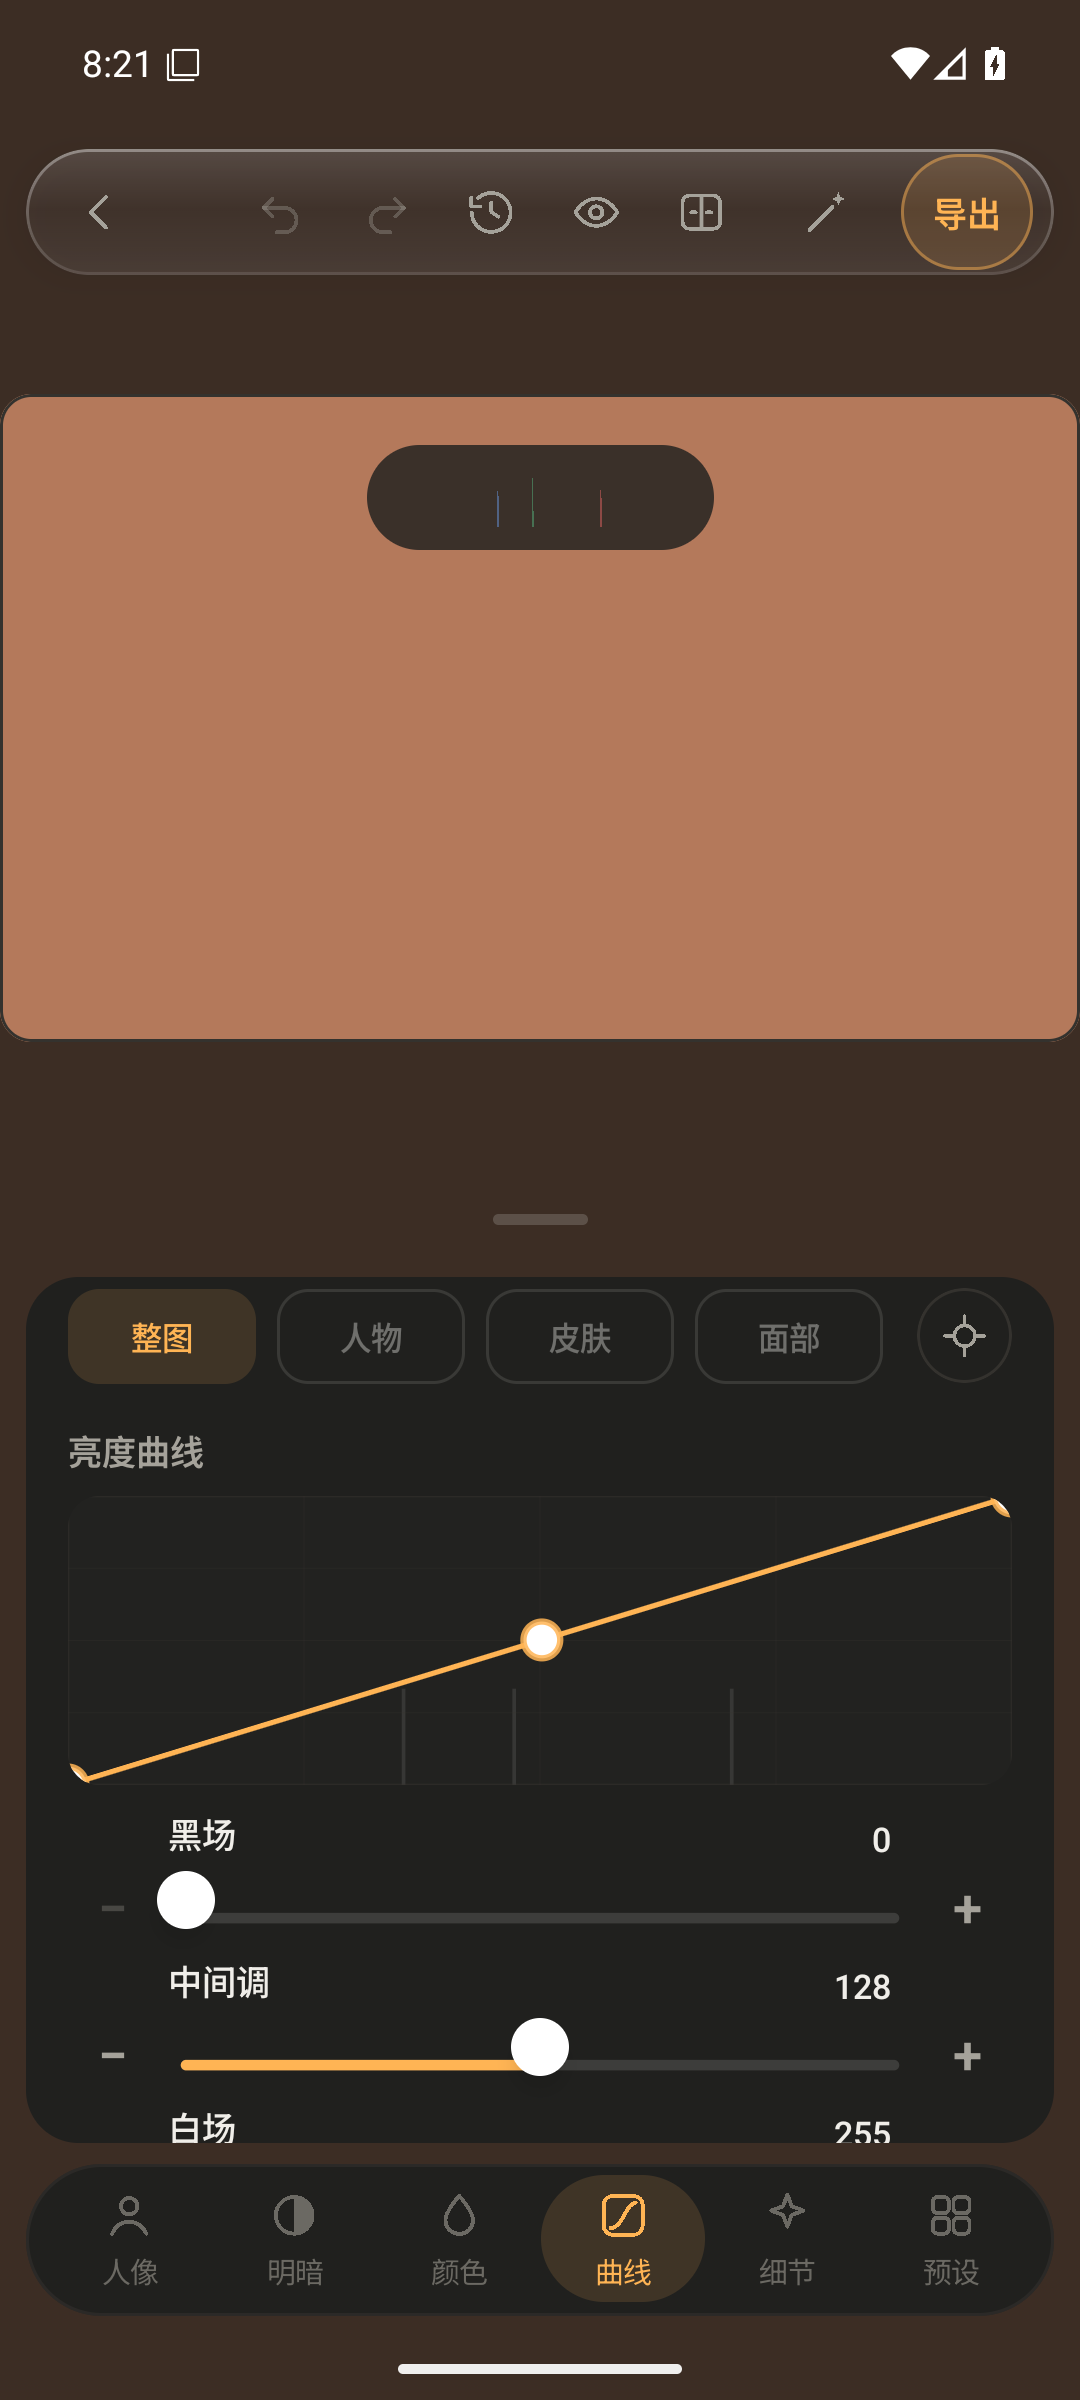 8:21
导出
整图 人物 皮肤 面部
亮度曲线
黑场 0
中间调 128
白场 255
人像 明暗 颜色 曲线 细节 预设